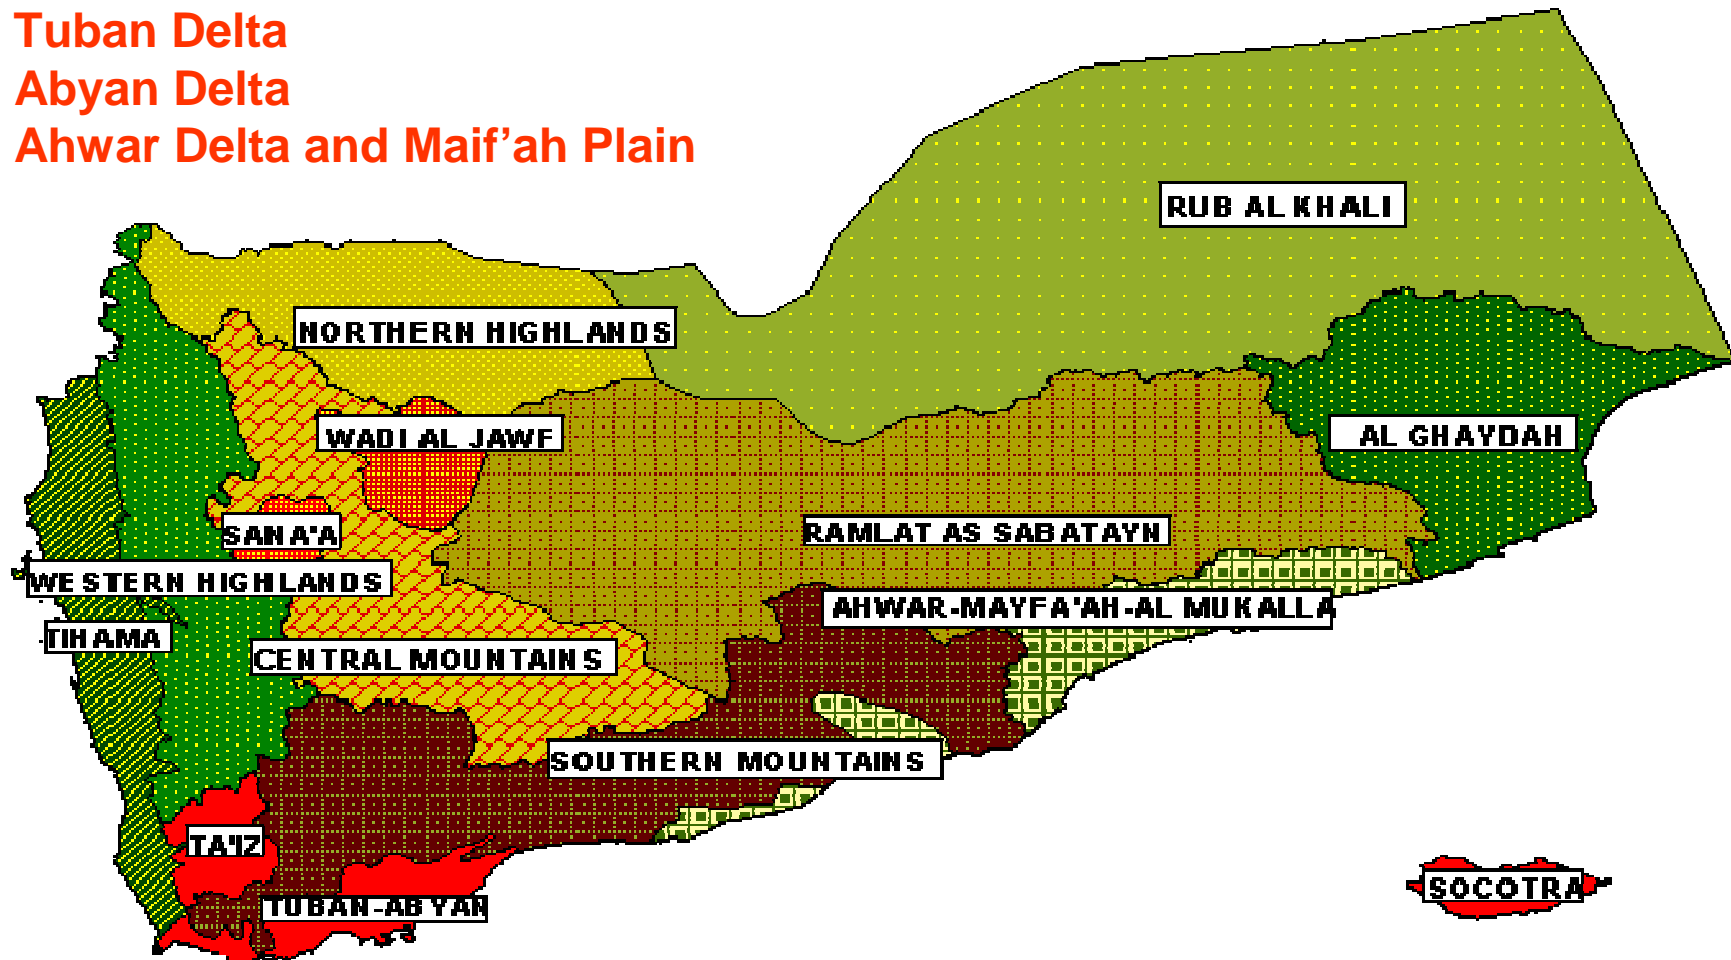 Tuban Delta
Abyan Delta
Ahwar Delta and Maif’ah Plain
RUB AL KHALI
NORTHERN HIGHLANDS
WADI AL JAWF
AL GHAYDAH
SANA'A
RAMLAT AS SABATAYN
WESTERN HIGHLANDS
AHWAR-MAYFA'AH-AL MUKALLA
TIHAMA
CENTRAL MOUNTAINS
SOUTHERN MOUNTAINS
TA'IZ
SOCOTRA
TUBAN-ABYAN